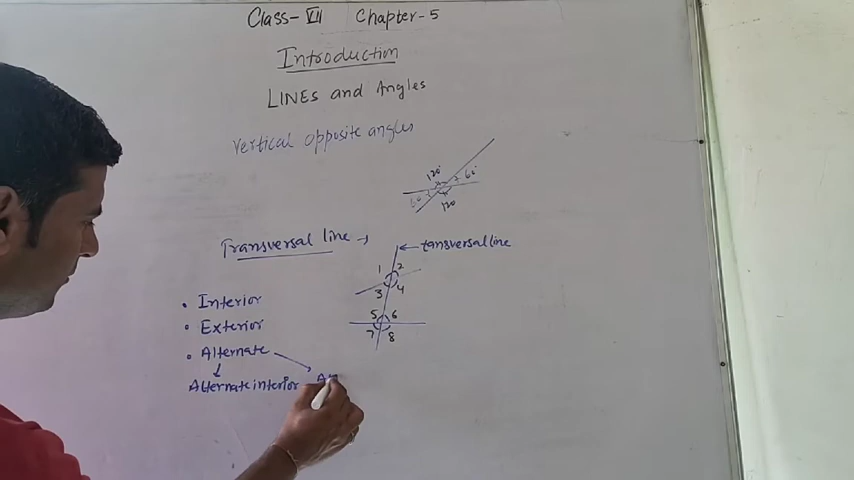 Class-VII Chapter-5
Introduction
LINEs and Angles
Vertical opposite angles
120° 60°
60 120
Transversal line →
← tansversal line
1 2
3 4
5 6
7 8
• Interior
• Exterior
• Alternate
Alternate interior